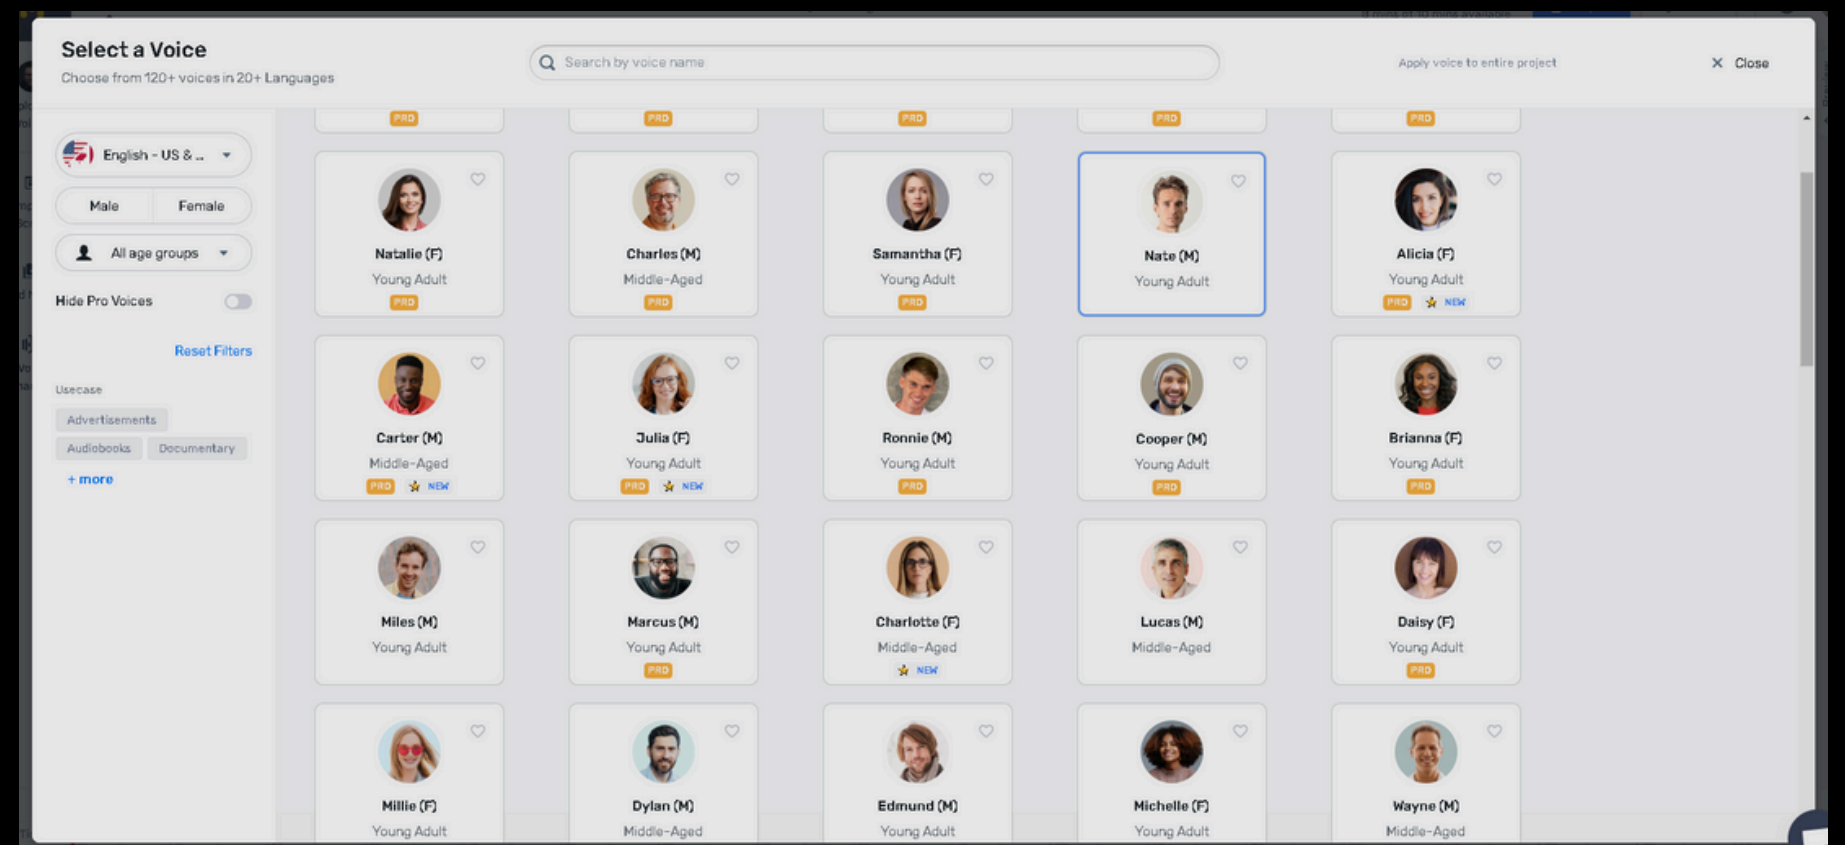 Select a Voice
Choose from 120+ voices in 20+ Languages
Search by voice name
Apply voice to entire project
× Close
English - US & ...
Male Female
All age groups
Hide Pro Voices
Reset Filters
Usecase
Advertisements
Audiobooks Documentary
+ more
PRO PRO PRO PRO PRO
Natalie (F) Charles (M) Samantha (F) Nate (M) Alicia (F)
Young Adult Middle-Aged Young Adult Young Adult Young Adult
PRO PRO PRO PRO NEW
Carter (M) Julia (F) Ronnie (M) Cooper (M) Brianna (F)
Middle-Aged Young Adult Young Adult Young Adult Young Adult
PRO NEW PRO NEW PRO PRO PRO
Miles (M) Marcus (M) Charlotte (F) Lucas (M) Daisy (F)
Young Adult Young Adult Middle-Aged Middle-Aged Young Adult
PRO NEW PRO
Millie (F) Dylan (M) Edmund (M) Michelle (F) Wayne (M)
Young Adult Middle-Aged Young Adult Young Adult Middle-Aged